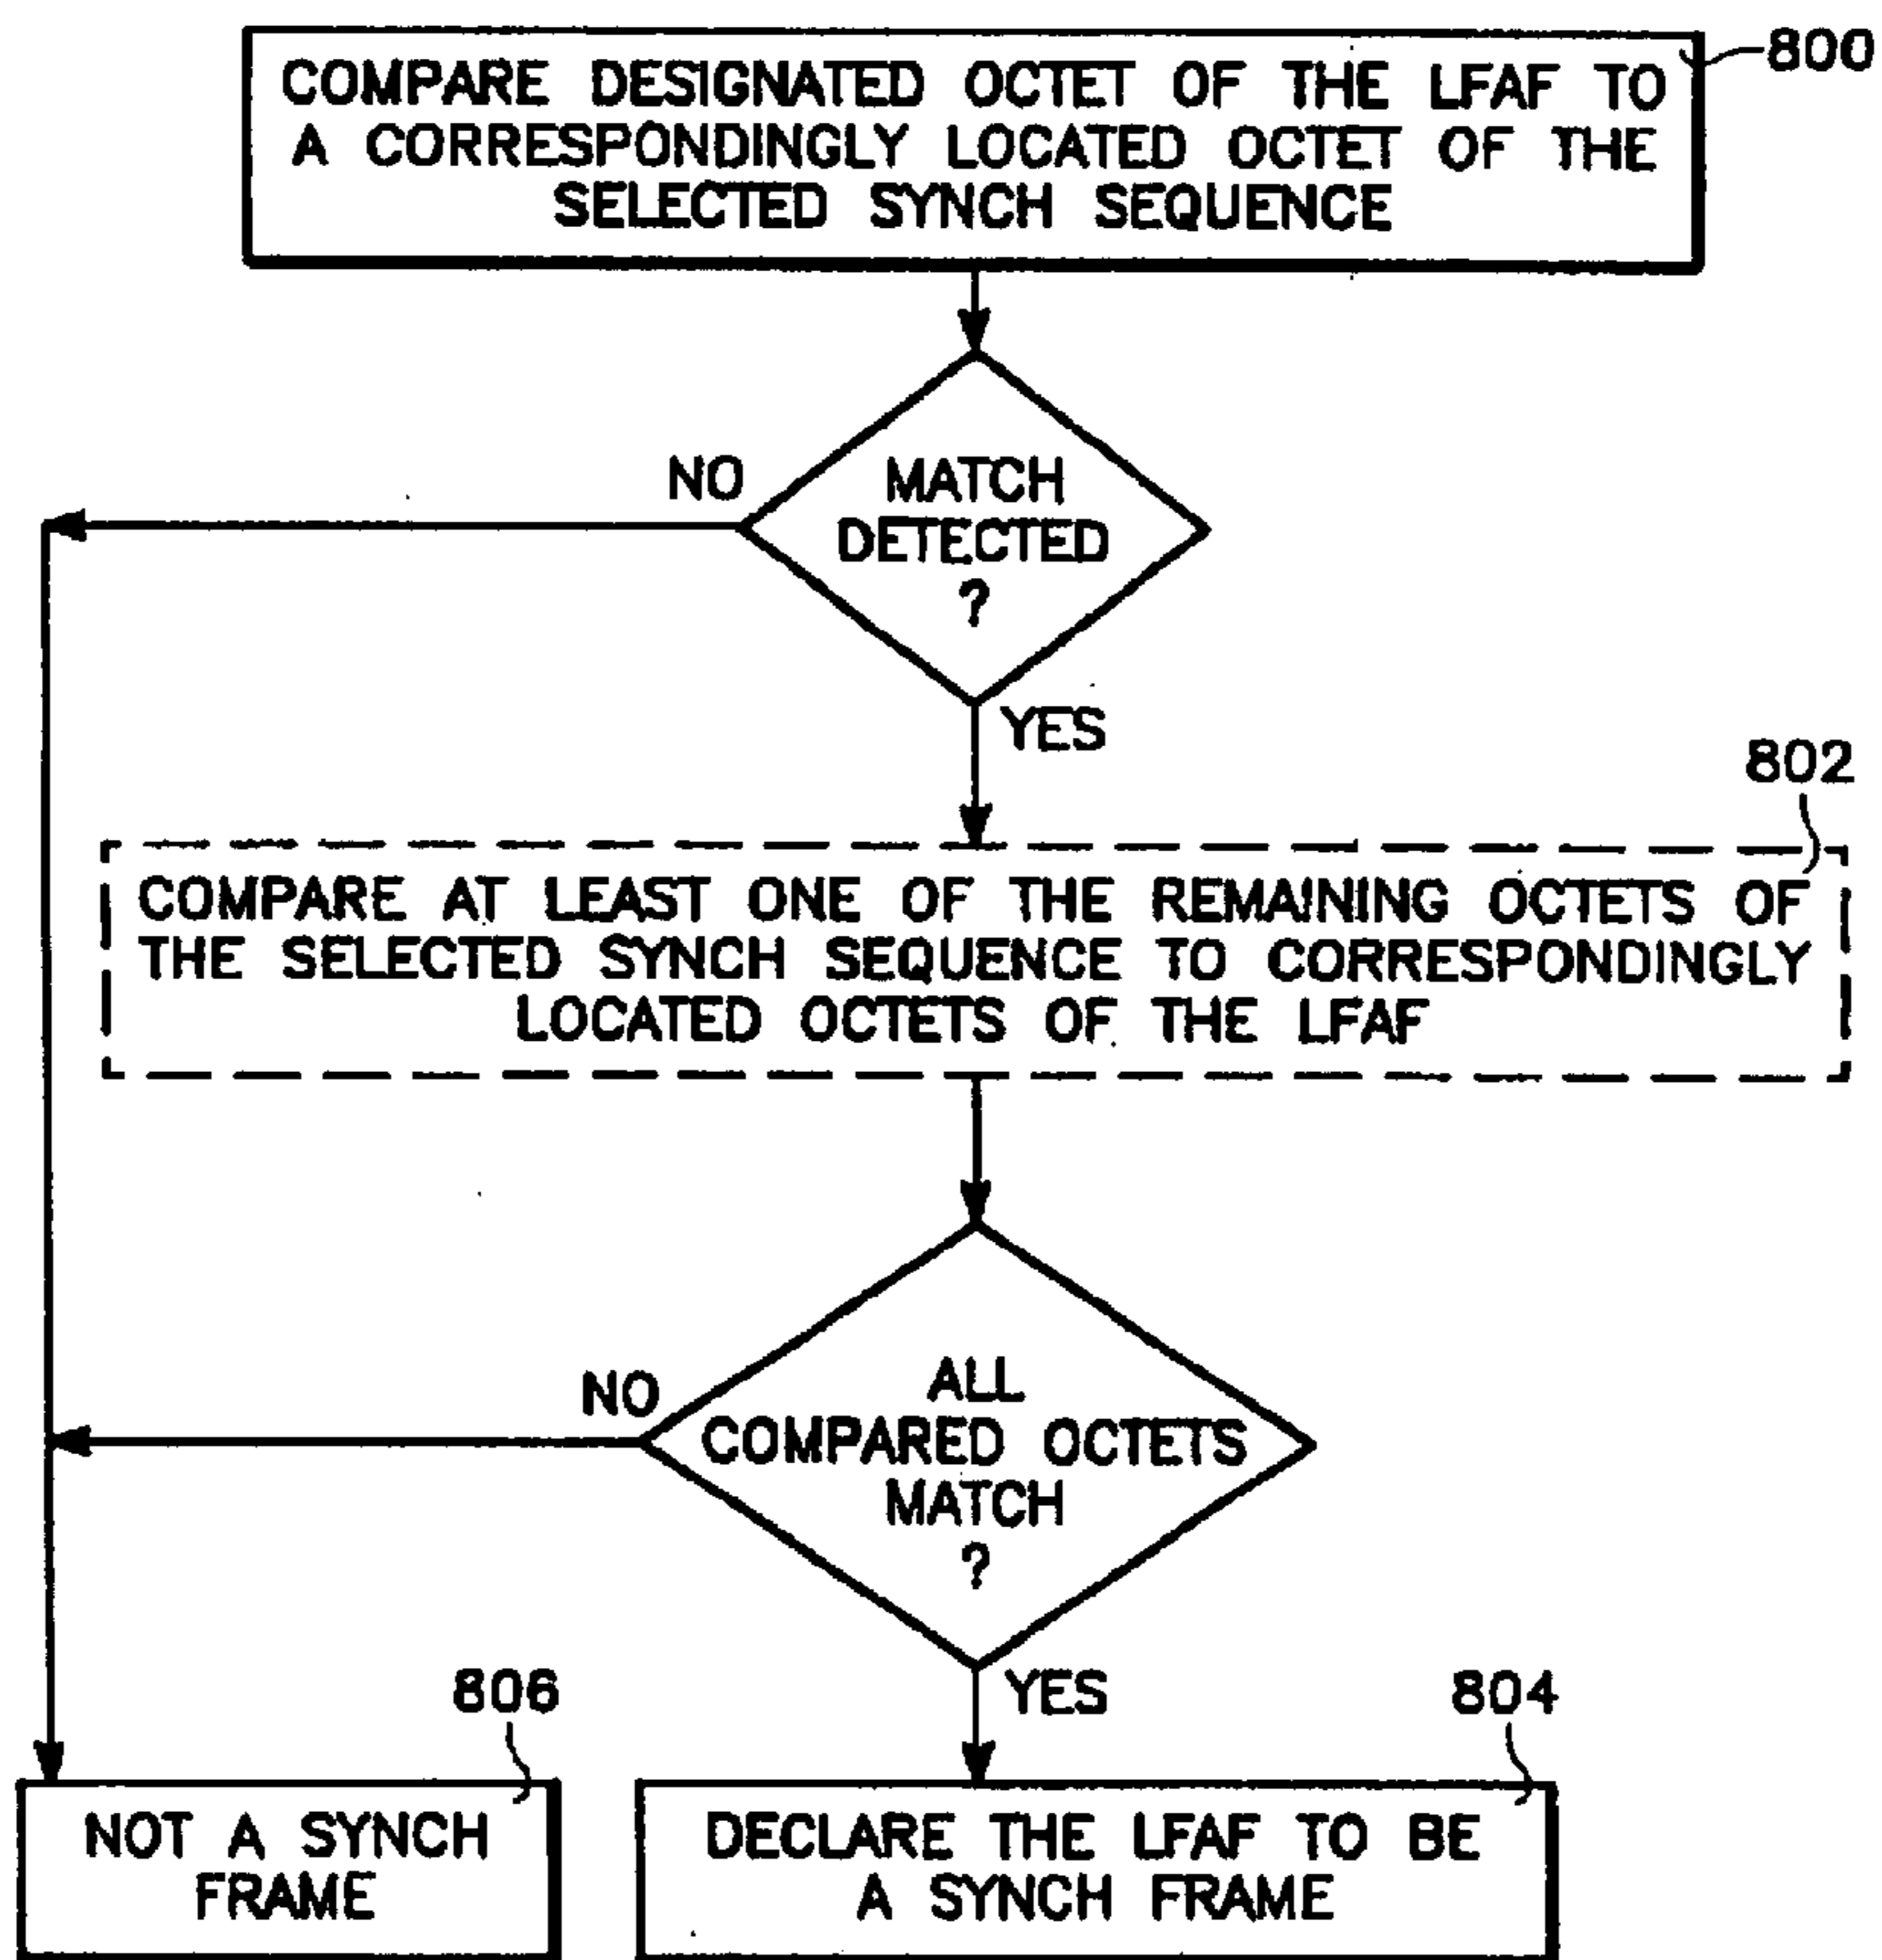 800
COMPARE DESIGNATED OCTET OF THE LFAF TO
A CORRESPONDINGLY LOCATED OCTET OF THE
SELECTED SYNCH SEQUENCE
NO
MATCH
DETECTED
?
YES
802
COMPARE AT LEAST ONE OF THE REMAINING OCTETS OF
THE SELECTED SYNCH SEQUENCE TO CORRESPONDINGLY
LOCATED OCTETS OF THE LFAF
NO
ALL
COMPARED OCTETS
MATCH
?
YES
806
804
NOT A SYNCH
FRAME
DECLARE THE LFAF TO BE
A SYNCH FRAME